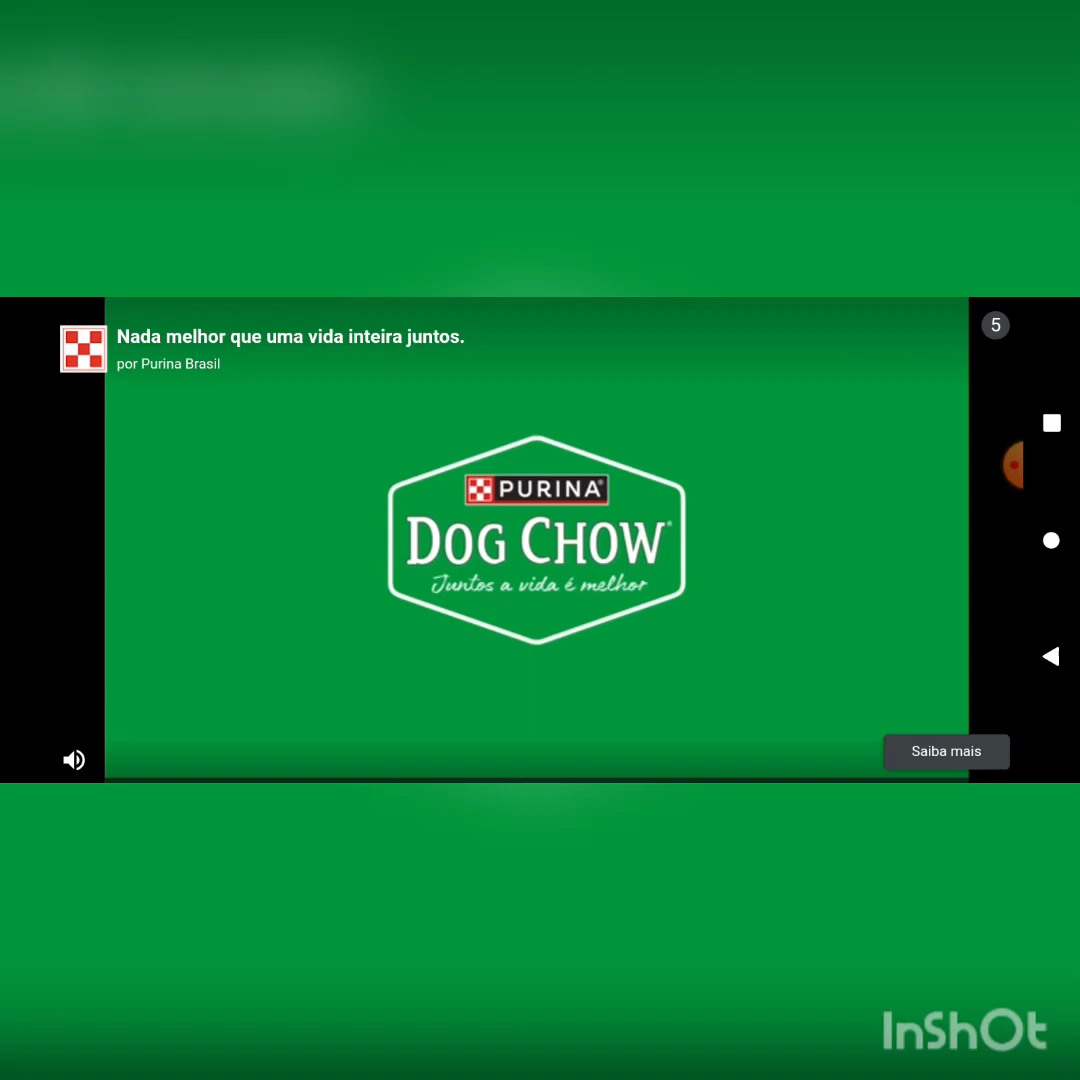 Nada melhor que uma vida inteira juntos.
por Purina Brasil
5
PURINA®
DOG CHOW®
Juntos a vida é melhor
Saiba mais
InShOt